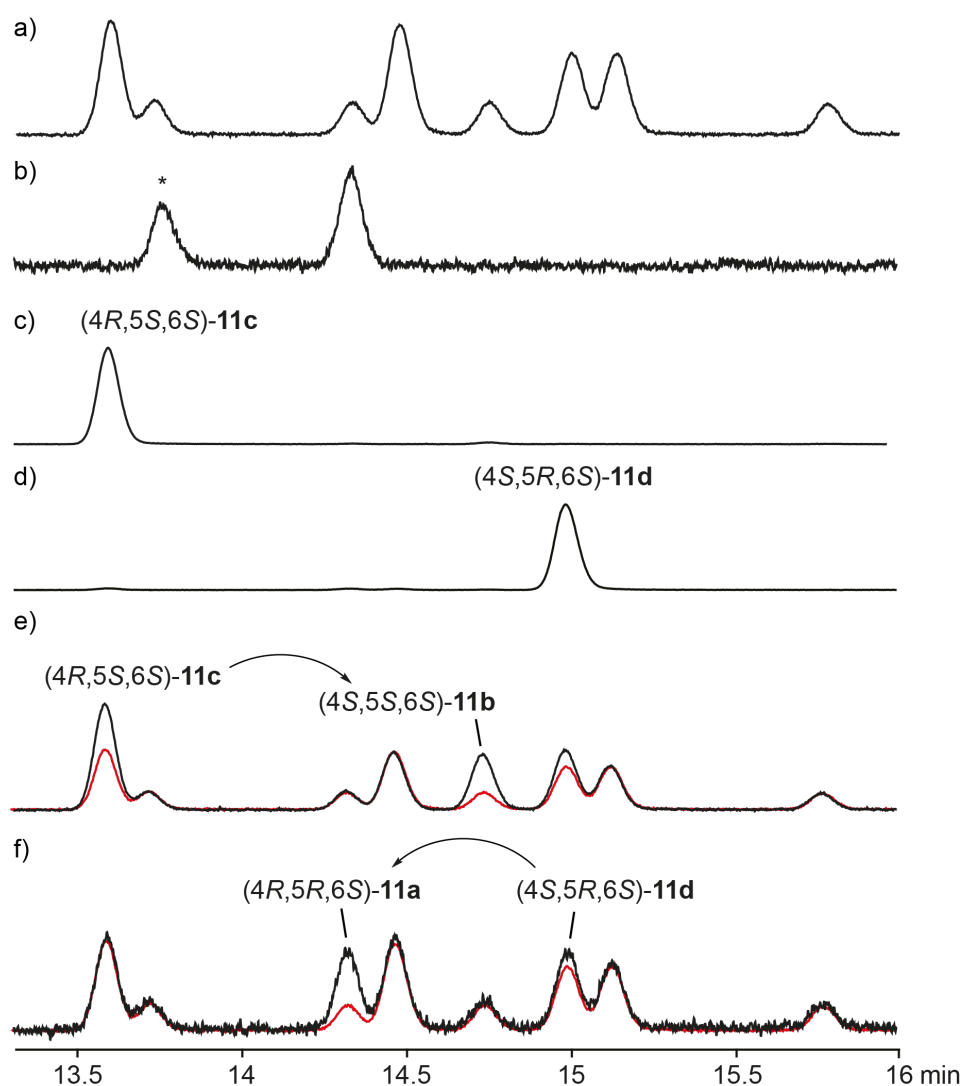 a)
b)
*
c) (4R,5S,6S)-11c
d)
(4S,5R,6S)-11d
e)
(4R,5S,6S)-11c
(4S,5S,6S)-11b
f)
(4R,5R,6S)-11a (4S,5R,6S)-11d
13.5 14 14.5 15 15.5 16 min